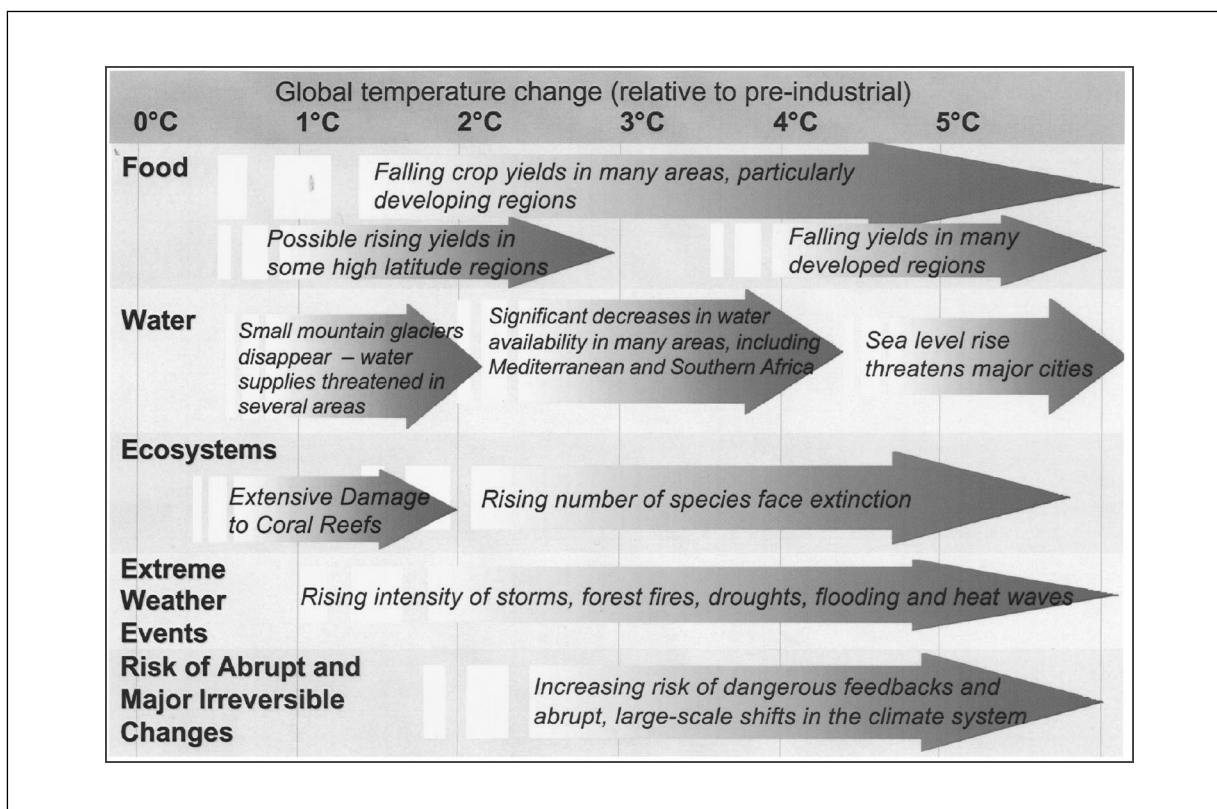 Global temperature change (relative to pre-industrial)
0°C 1°C 2°C 3°C 4°C 5°C
Food
Falling crop yields in many areas, particularly
developing regions
Possible rising yields in
some high latitude regions
Falling yields in many
developed regions
Water
Small mountain glaciers
disappear – water
supplies threatened in
several areas
Significant decreases in water
availability in many areas, including
Mediterranean and Southern Africa
Sea level rise
threatens major cities
Ecosystems
Extensive Damage
to Coral Reefs
Rising number of species face extinction
Extreme
Weather
Events
Rising intensity of storms, forest fires, droughts, flooding and heat waves
Risk of Abrupt and
Major Irreversible
Changes
Increasing risk of dangerous feedbacks and
abrupt, large-scale shifts in the climate system